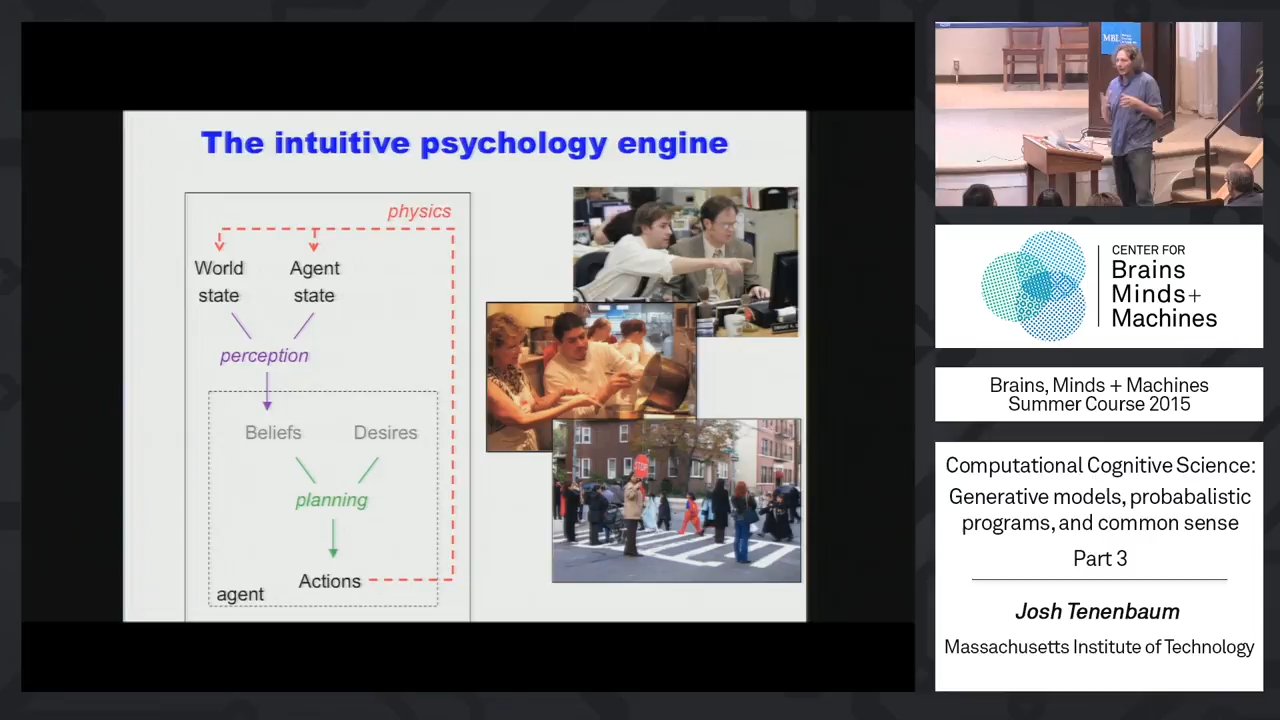 The intuitive psychology engine
physics
World
state
Agent
state
perception
Beliefs
Desires
planning
Actions
agent
STOP
MBL
CENTER FOR
Brains
Minds+
Machines
Brains, Minds + Machines
Summer Course 2015
Computational Cognitive Science:
Generative models, probabalistic
programs, and common sense
Part 3
Josh Tenenbaum
Massachusetts Institute of Technology